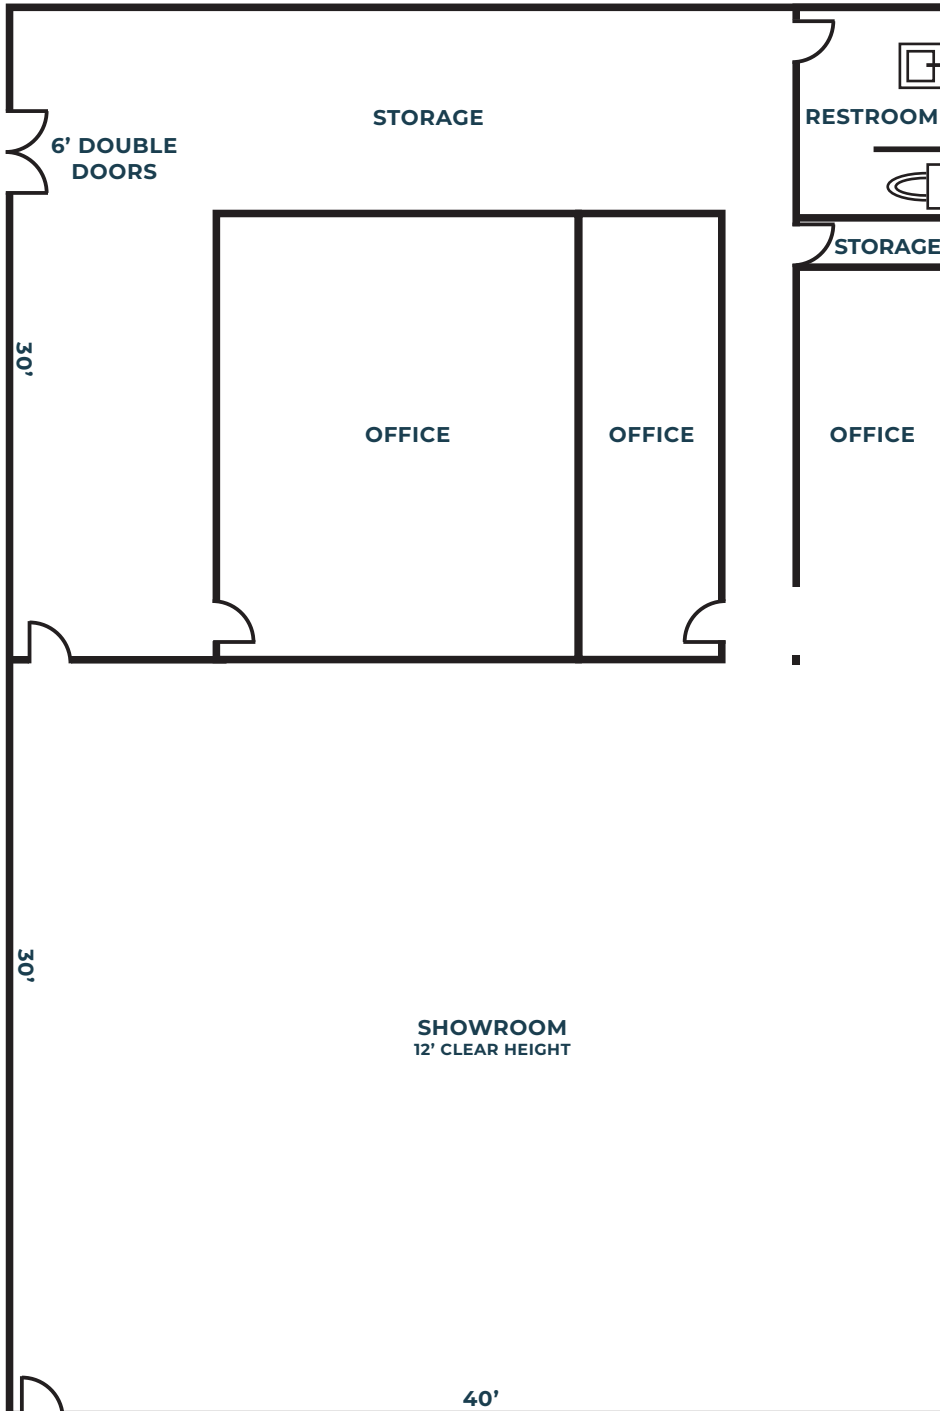 STORAGE
RESTROOM
6’ DOUBLE
DOORS
STORAGE
30’
OFFICE
OFFICE
OFFICE
30’
SHOWROOM
12’ CLEAR HEIGHT
40’